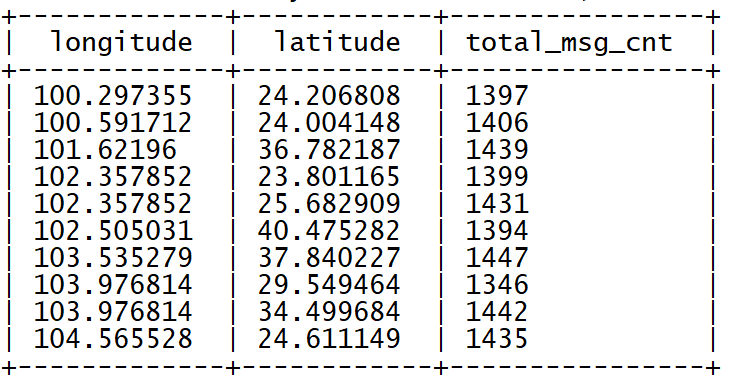 +-------------+------------+----------------+
| longitude | latitude | total_msg_cnt |
+-------------+------------+----------------+
| 100.297355 | 24.206808 | 1397 |
| 100.591712 | 24.004148 | 1406 |
| 101.62196 | 36.782187 | 1439 |
| 102.357852 | 23.801165 | 1399 |
| 102.357852 | 25.682909 | 1431 |
| 102.505031 | 40.475282 | 1394 |
| 103.535279 | 37.840227 | 1447 |
| 103.976814 | 29.549464 | 1346 |
| 103.976814 | 34.499684 | 1442 |
| 104.565528 | 24.611149 | 1435 |
+-------------+------------+----------------+